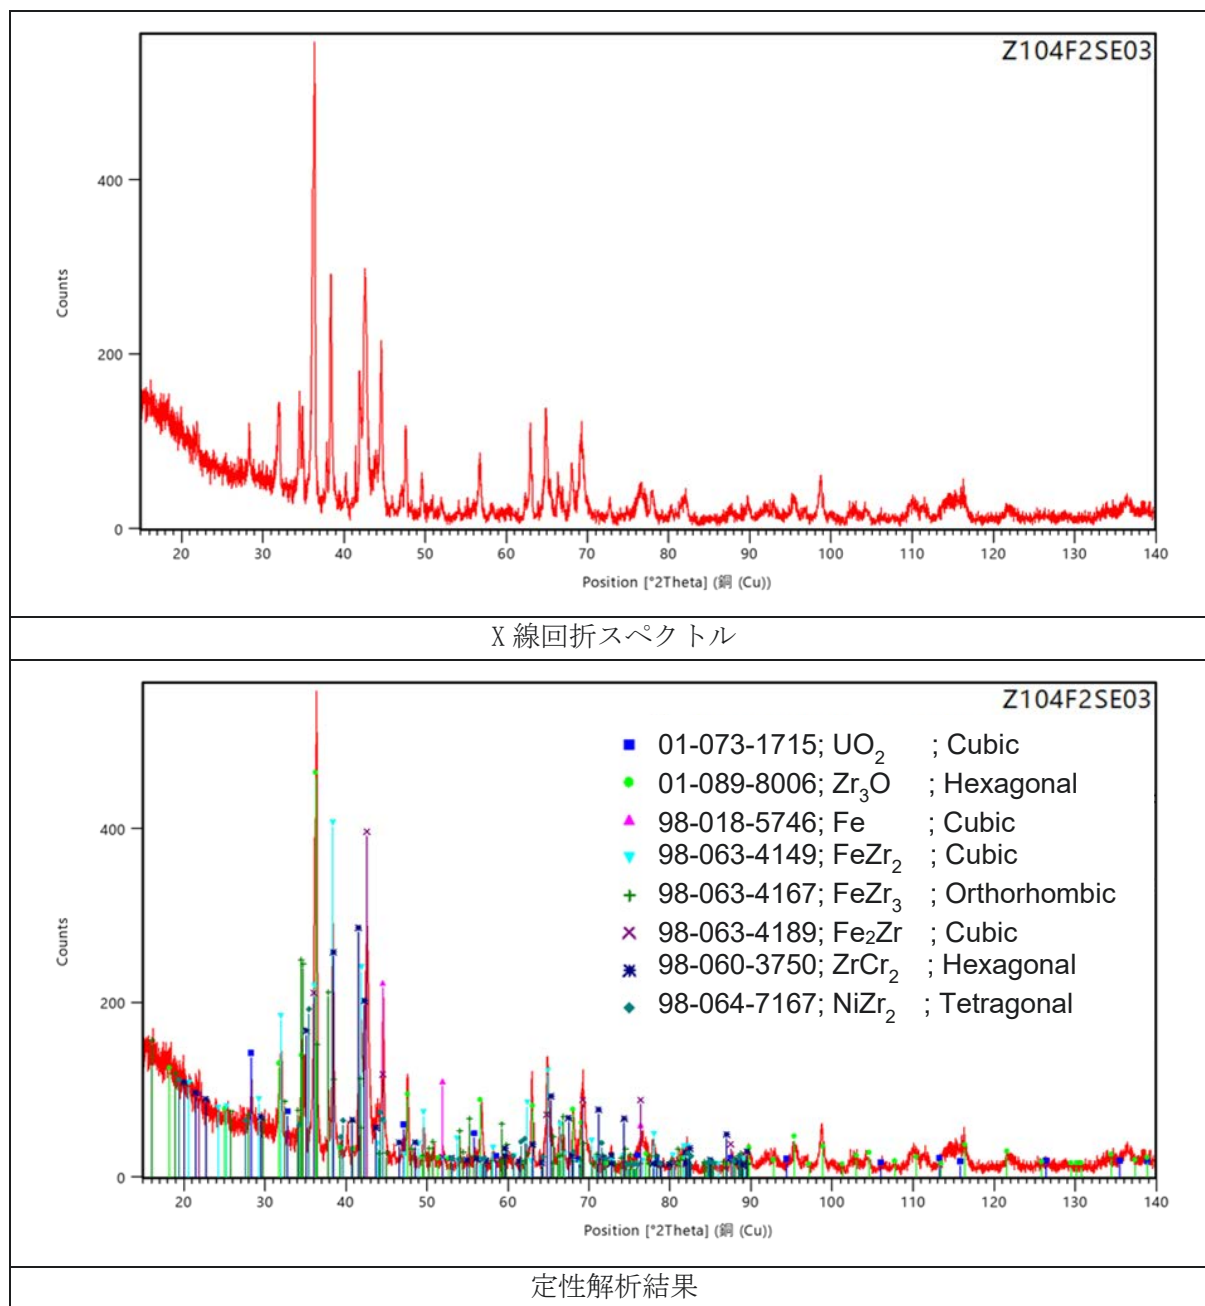 Z104F2SE03
400
200
0
Counts
20 30 40 50 60 70 80 90 100 110 120 130 140
Position [°2Theta] (銅 (Cu))
X 線回折スペクトル
Z104F2SE03
01-073-1715; UO2 ; Cubic
01-089-8006; Zr3O ; Hexagonal
98-018-5746; Fe ; Cubic
98-063-4149; FeZr2 ; Cubic
98-063-4167; FeZr3 ; Orthorhombic
98-063-4189; Fe2Zr ; Cubic
98-060-3750; ZrCr2 ; Hexagonal
98-064-7167; NiZr2 ; Tetragonal
400
200
0
Counts
20 30 40 50 60 70 80 90 100 110 120 130 140
Position [°2Theta] (銅 (Cu))
定性解析結果